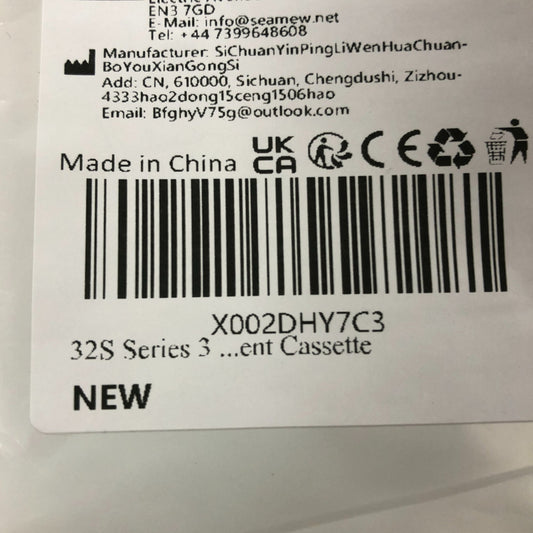 EN3 7GD
E-Mail: info@seamew.net
Tel: +44 7399648608
Manufacturer: SiChuanYinPingLiWenHuaChuan-
BoYouXianGongSi
Add: CN, 610000, Sichuan, Chengdushi, Zizhou-
4333hao2dong15ceng1506hao
Email: BfghyV75g@outlook.com
Made in China UK CA CE
X002DHY7C3
32S Series 3 ...ent Cassette
NEW